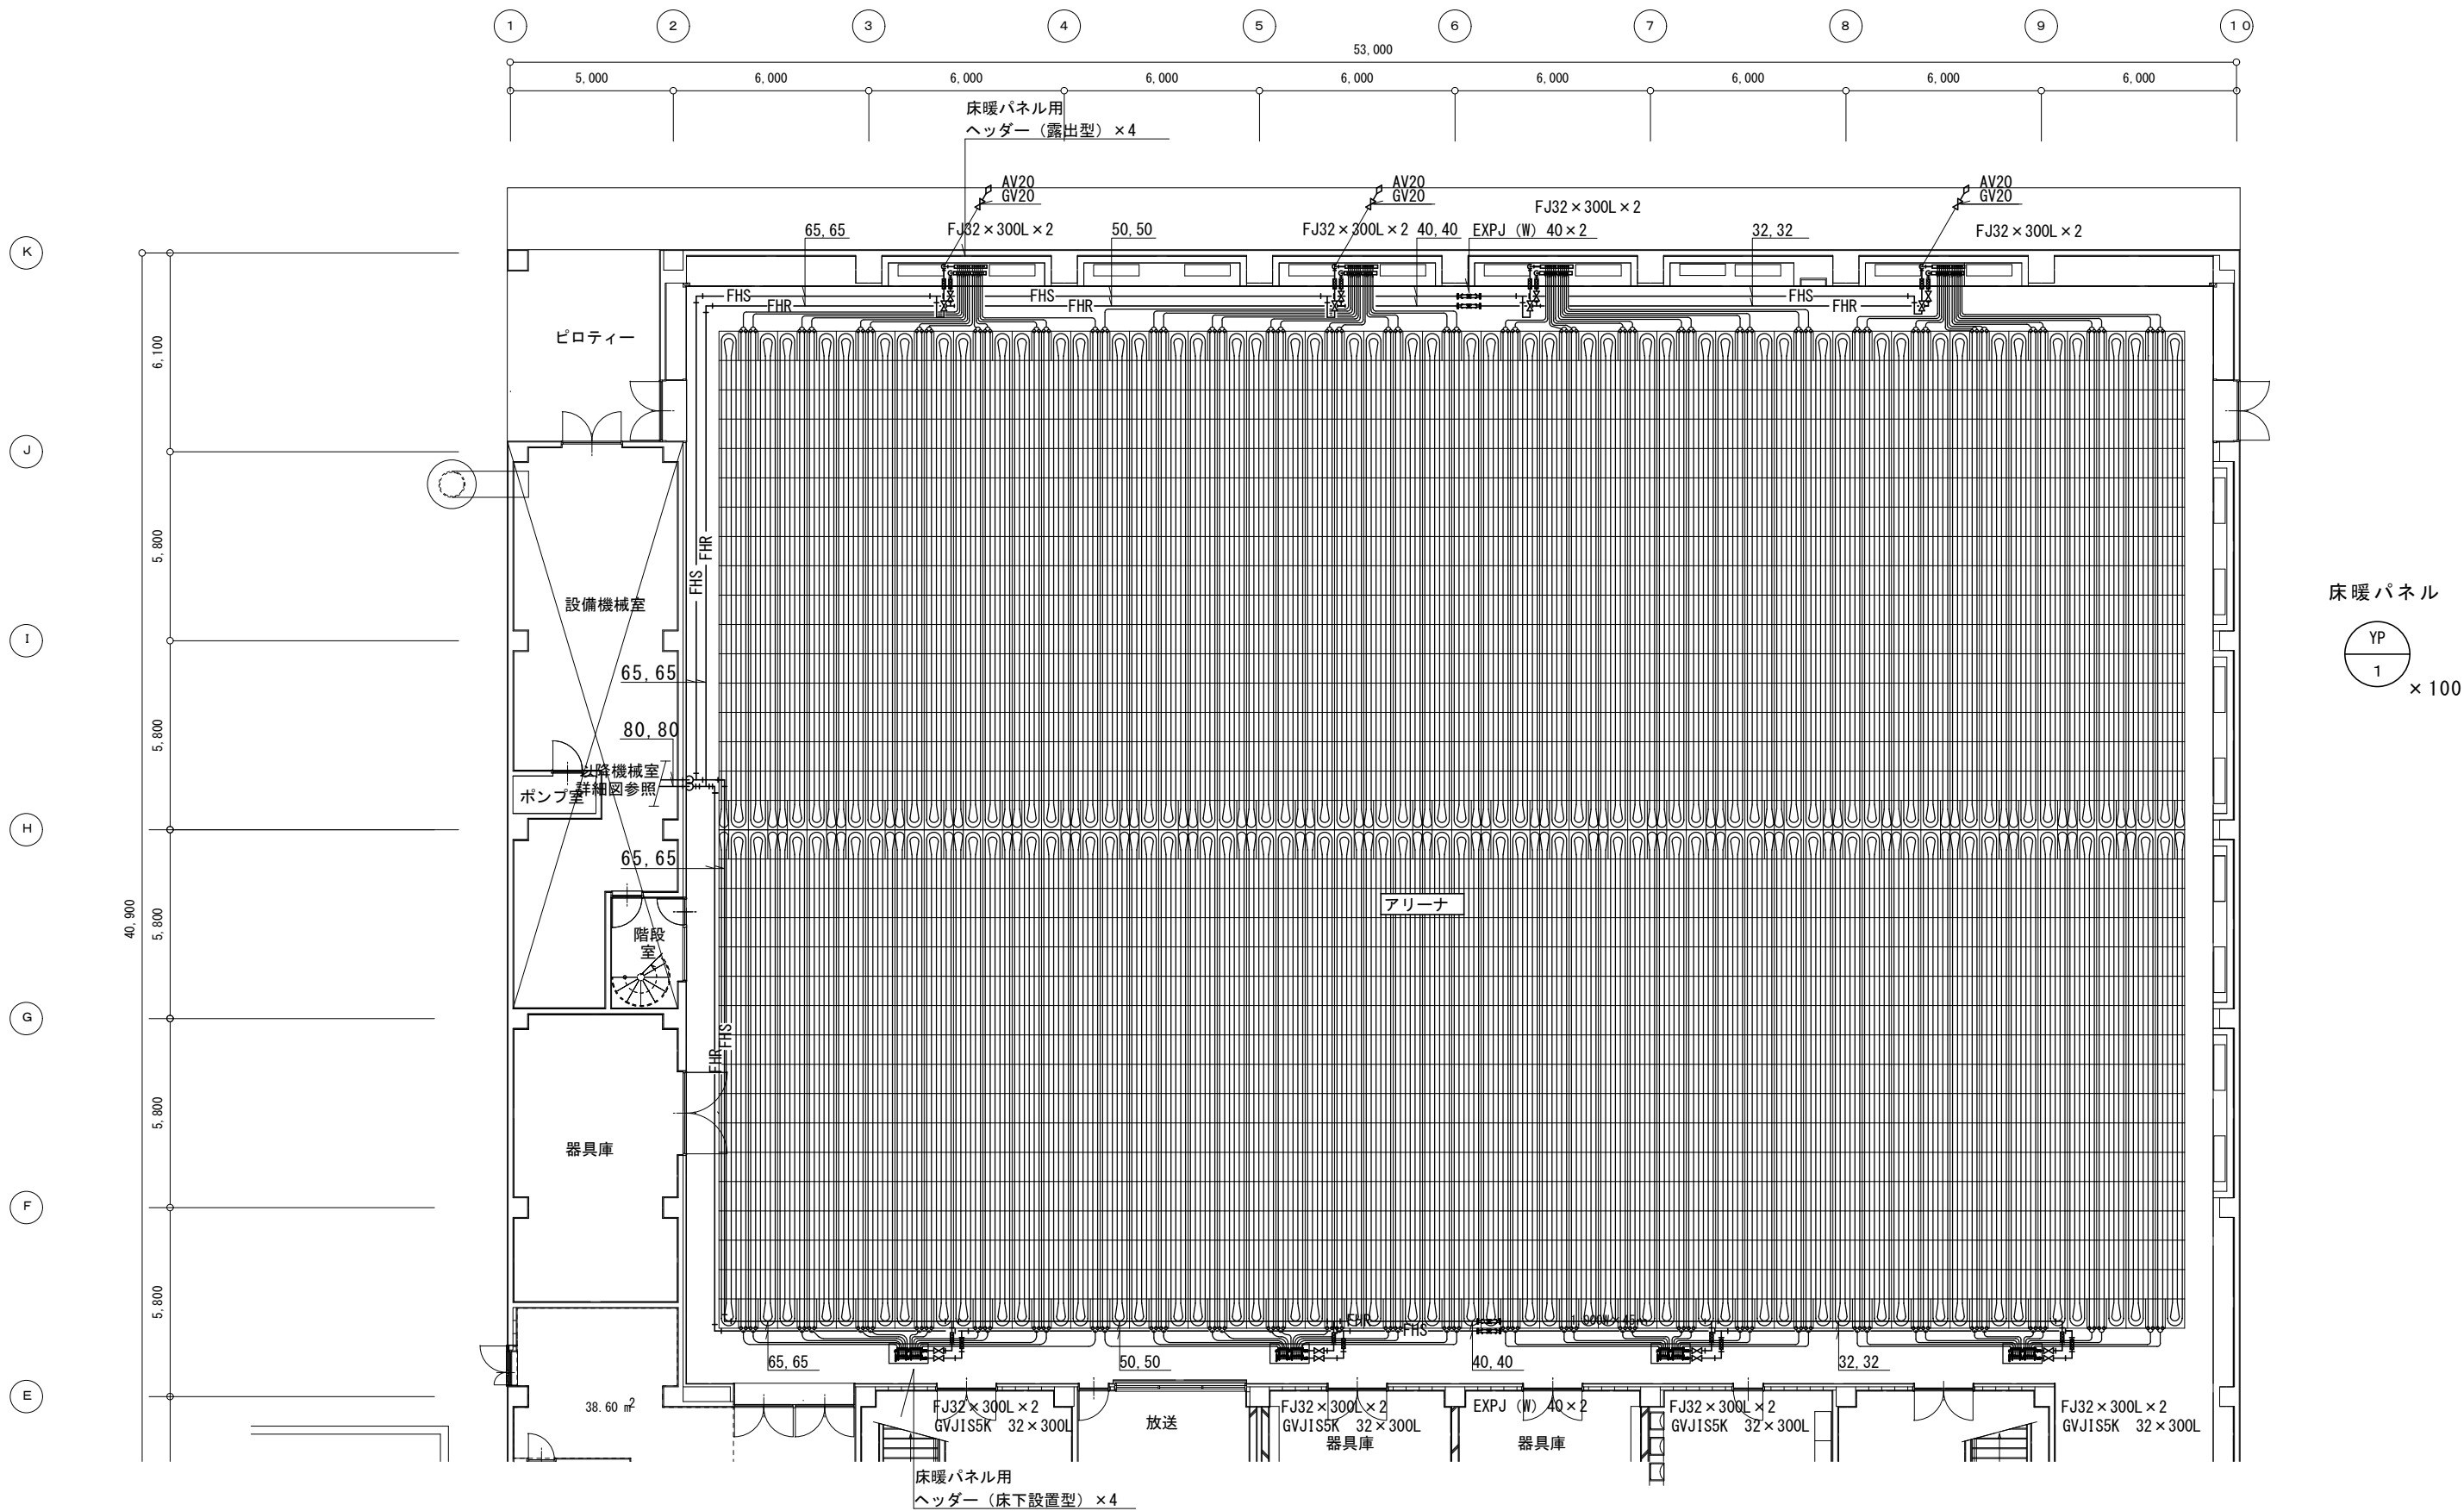 1 2 3 4 5 6 7 8 9 10
53,000
5,000 6,000 6,000 6,000 6,000 6,000 6,000 6,000 6,000
床暖パネル用
ヘッダー（露出型）×4
AV20
GV20
AV20
GV20
AV20
GV20
FJ32×300L×2
65,65
FJ32×300L×2
50,50
FJ32×300L×2
40,40
EXPJ (W) 40×2
32,32
FJ32×300L×2
K
FHS
FHR
FHS
FHR
FHS
FHR
ピロティー
6,100
J
5,800
FHR
FHS
設備機械室
床暖パネル
YP
1
×100
I
65,65
80,80
5,800
以降機械室
詳細図参照
ポンプ室
H
65,65
アリーナ
40,900
5,800
階段
室
G
FHS
FHR
5,800
器具庫
F
5,800
FHR
FHS
65,65
50,50
40,40
32,32
E
38.60 m²
FJ32×300L×2
GVJIS5K 32×300L
放送
FJ32×300L×2
GVJIS5K 32×300L
器具庫
EXPJ (W) 40×2
器具庫
FJ32×300L×2
GVJIS5K 32×300L
FJ32×300L×2
GVJIS5K 32×300L
床暖パネル用
ヘッダー（床下設置型）×4